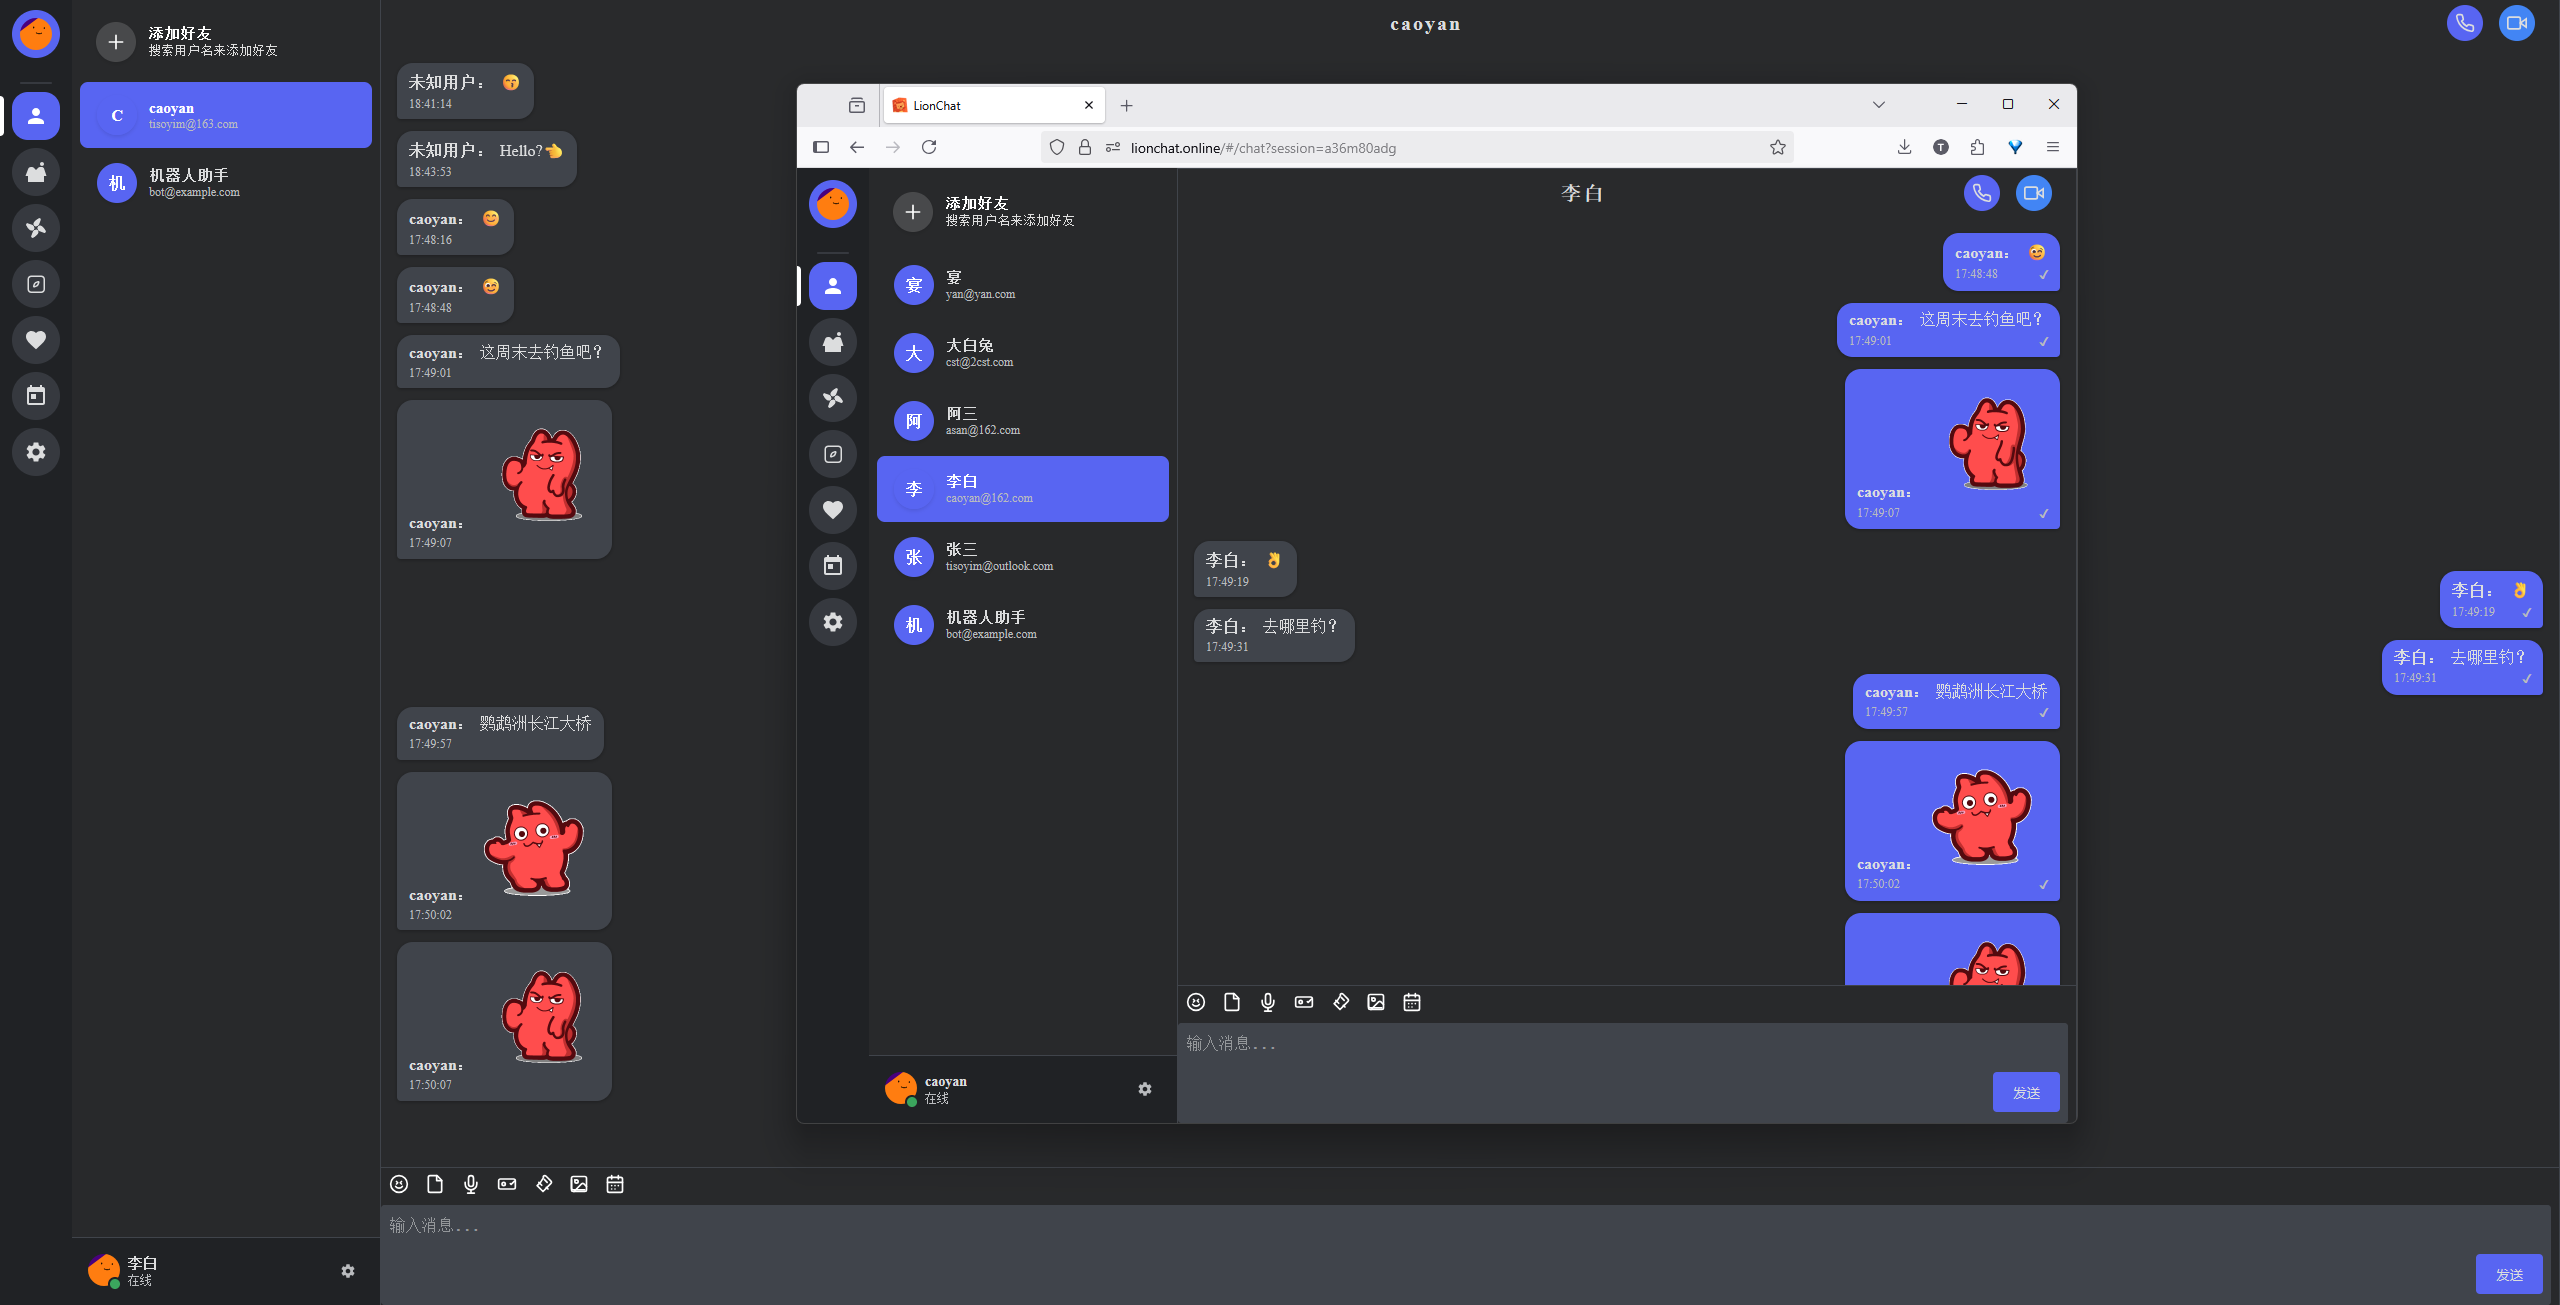 添加好友
搜索用户名来添加好友
C
caoyan
tisoyim@163.com
机
机器人助手
bot@example.com
李白
在线
caoyan
未知用户：
18:41:14
未知用户： Hello?
18:43:53
caoyan：
17:48:16
caoyan：
17:48:48
caoyan： 这周末去钓鱼吧？
17:49:01
caoyan：
17:49:07
李白：
17:49:19 ✓
李白： 去哪里钓？
17:49:31 ✓
caoyan： 鹦鹉洲长江大桥
17:49:57
caoyan：
17:50:02
caoyan：
17:50:07
输入消息...
发送
LionChat
lionchat.online/#/chat?session=a36m80adg
T
添加好友
搜索用户名来添加好友
宴
宴
yan@yan.com
大
大白兔
cst@2cst.com
阿
阿三
asan@162.com
李
李白
caoyan@162.com
张
张三
tisoyim@outlook.com
机
机器人助手
bot@example.com
caoyan
在线
李白
caoyan：
17:48:48 ✓
caoyan： 这周末去钓鱼吧？
17:49:01 ✓
caoyan：
17:49:07 ✓
李白：
17:49:19
李白： 去哪里钓？
17:49:31
caoyan： 鹦鹉洲长江大桥
17:49:57 ✓
caoyan：
17:50:02 ✓
输入消息...
发送